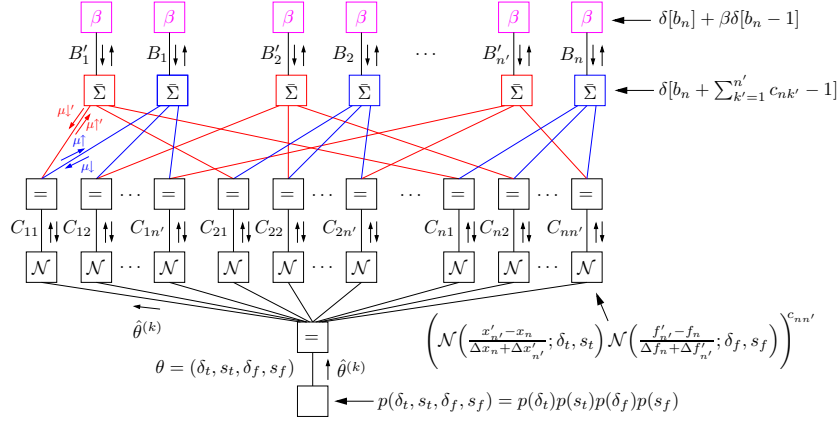 β β β β β β δ[b_n] + βδ[b_n − 1]
B′_1 B_1 B′_2 B_2 ⋯ B′_{n′} B_n
Σ̄ Σ̄ Σ̄ Σ̄ Σ̄ Σ̄ δ[b_n + ∑_{k′=1}^{n′} c_{nk′} − 1]
μ↓′ μ↑′
μ↑ μ↓
= = ⋯ = = = ⋯ = ⋯ = = ⋯ =
C_{11} C_{12} C_{1n′} C_{21} C_{22} C_{2n′} C_{n1} C_{n2} C_{nn′}
𝒩 𝒩 ⋯ 𝒩 𝒩 𝒩 ⋯ 𝒩 𝒩 𝒩 ⋯ 𝒩
θ̂^{(k)}
=
(𝒩((x′_{n′} − x_n)/(Δx_n + Δx′_{n′}); δ_t, s_t) 𝒩((f′_{n′} − f_n)/(Δf_n + Δf′_{n′}); δ_f, s_f))^{c_{nn′}}
θ = (δ_t, s_t, δ_f, s_f) θ̂^{(k)}
p(δ_t, s_t, δ_f, s_f) = p(δ_t)p(s_t)p(δ_f)p(s_f)